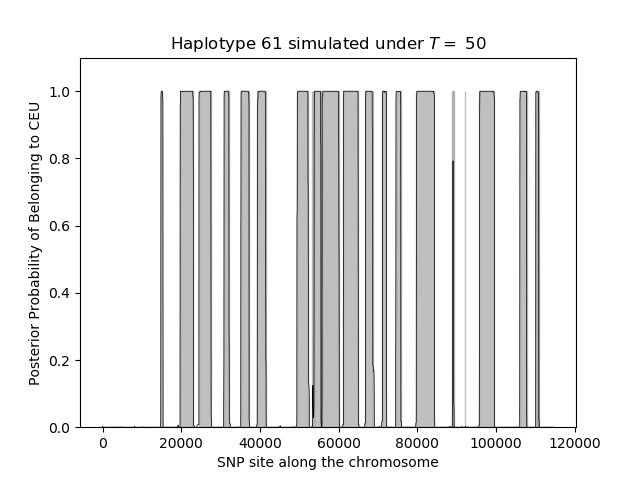 Haplotype 61 simulated under T = 50
Posterior Probability of Belonging to CEU
1.0
0.8
0.6
0.4
0.2
0.0
0 20000 40000 60000 80000 100000 120000
SNP site along the chromosome